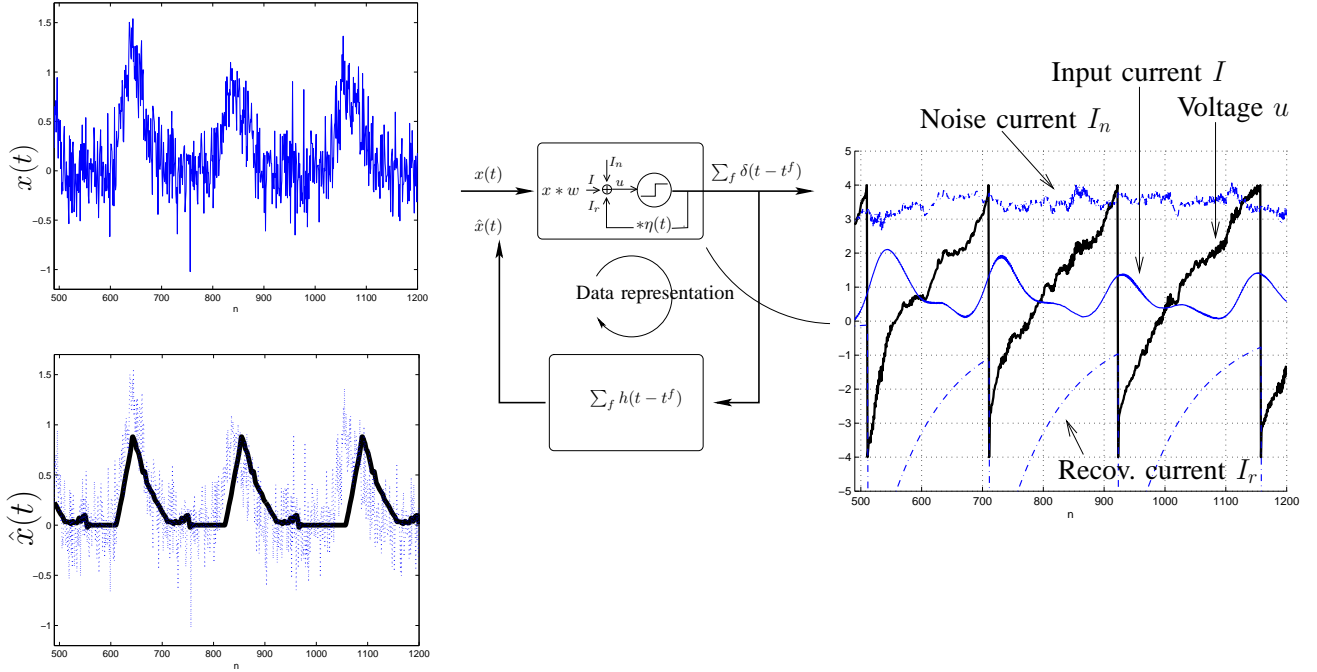 1.5
1
0.5
0
−0.5
−1
x(t)
500 600 700 800 900 1000 1100 1200
n
1.5
1
0.5
0
−0.5
−1
x̂(t)
500 600 700 800 900 1000 1100 1200
n
x(t)
x̂(t)
x ∗ w
I_n
I
u
I_r
∗η(t)
∑_f δ(t − t^f)
Data representation
∑_f h(t − t^f)
Input current I
Voltage u
Noise current I_n
Recov. current I_r
5
4
3
2
1
0
−1
−2
−3
−4
−5
500 600 700 800 900 1000 1100 1200
n